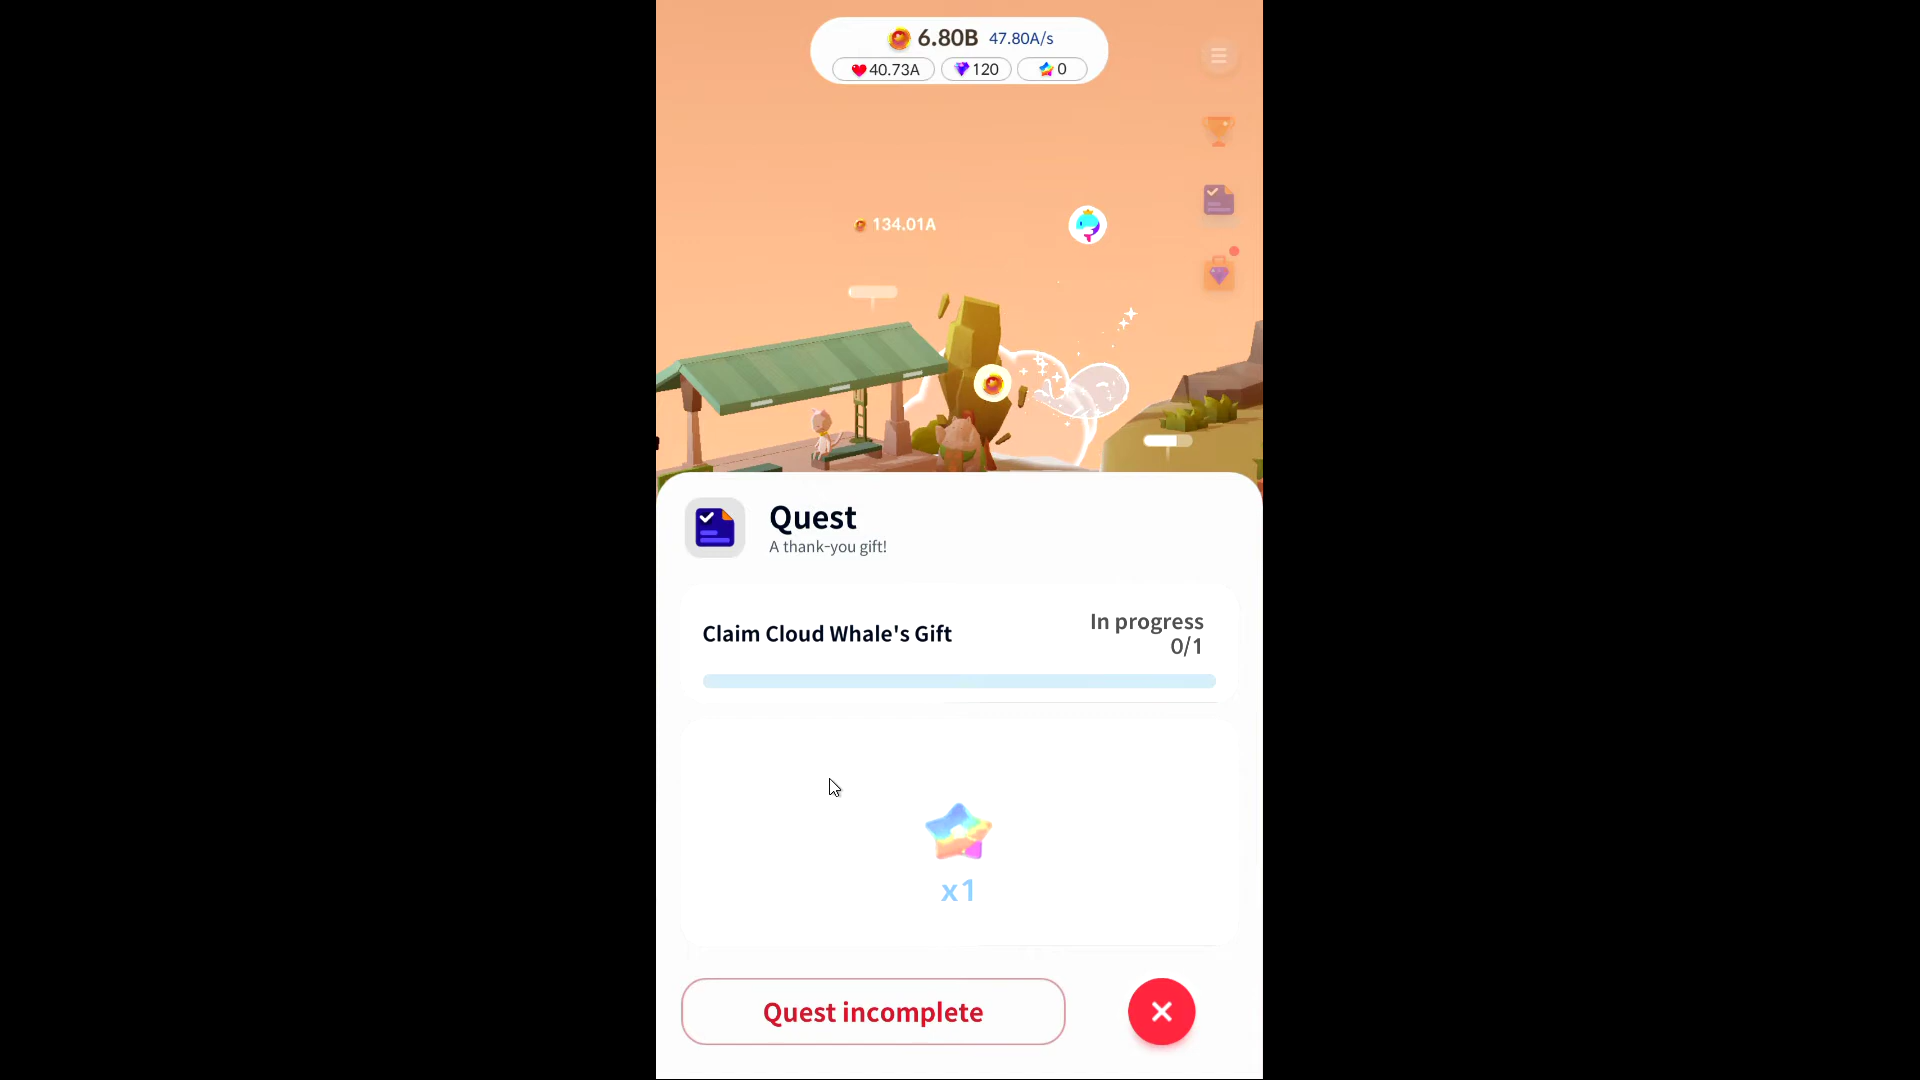 6.80B 47.80A/s
40.73A 120 0
134.01A
Quest
A thank-you gift!
Claim Cloud Whale's Gift
In progress
0/1
x1
Quest incomplete